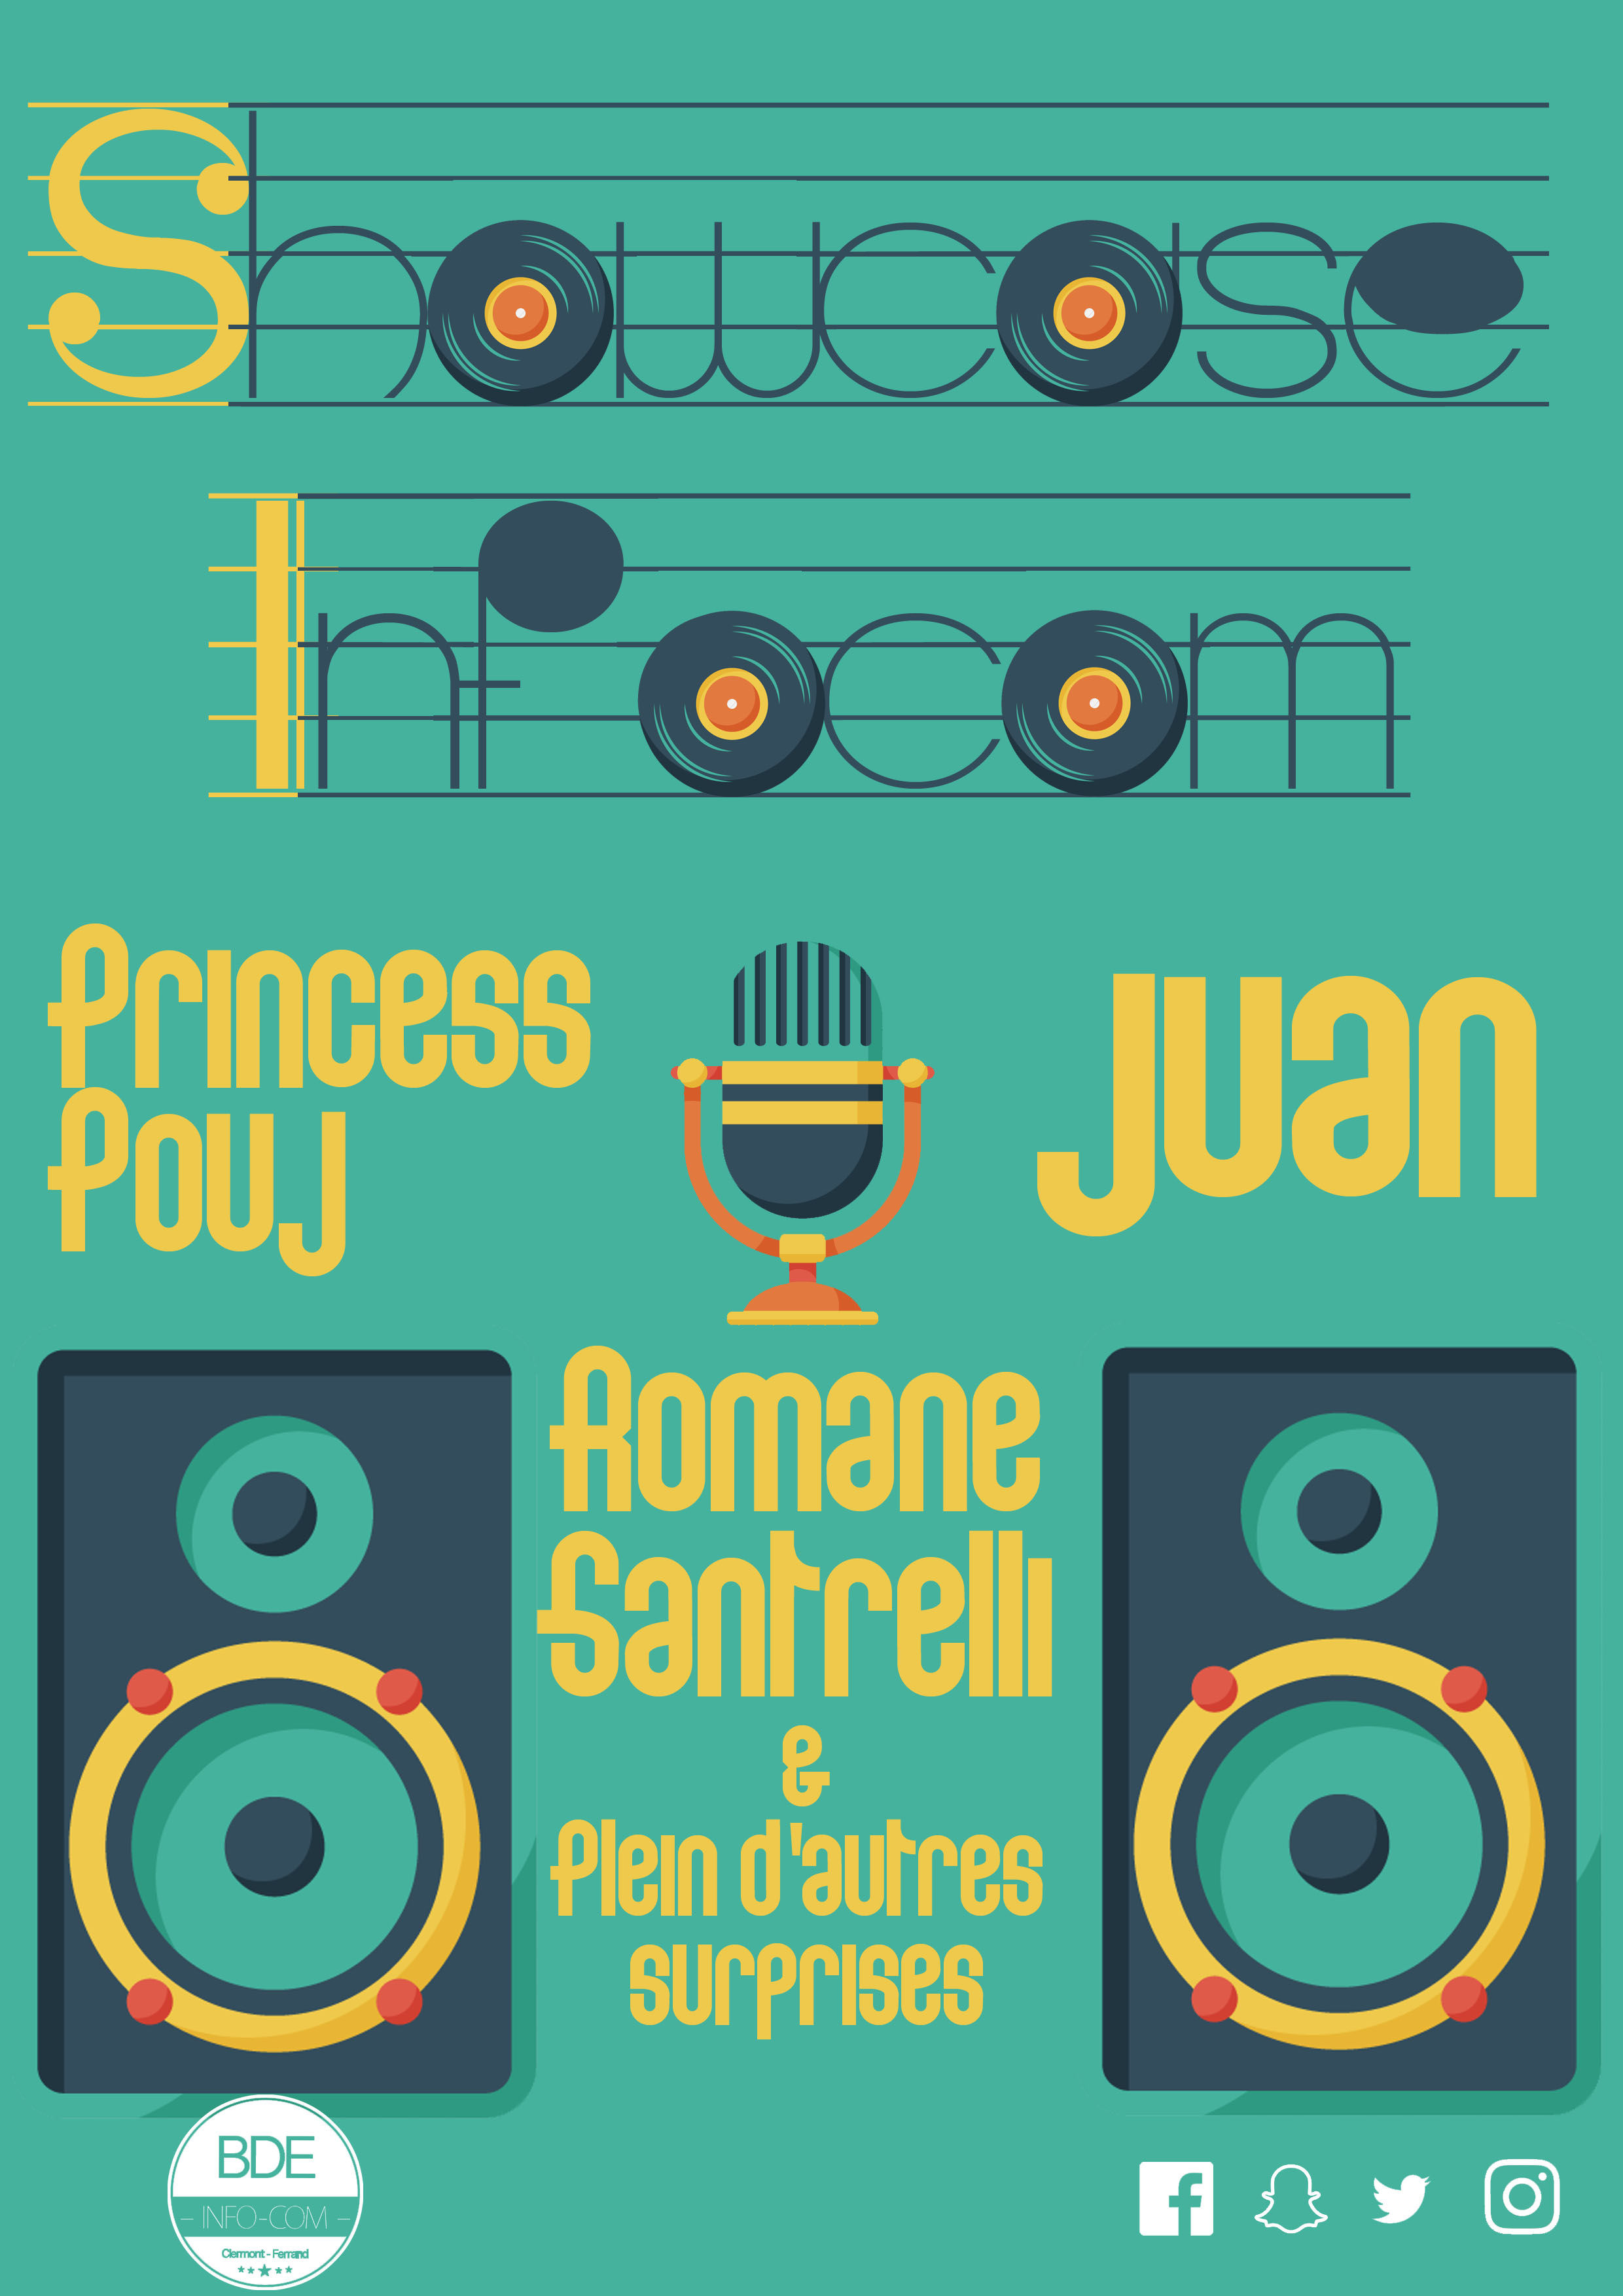 Showcase
Infocom
Princess
Pouj
Juan
Romane
Santrelli
&
Plein d'autres
surprises
BDE
INFO-COM
Clermont - Ferrand